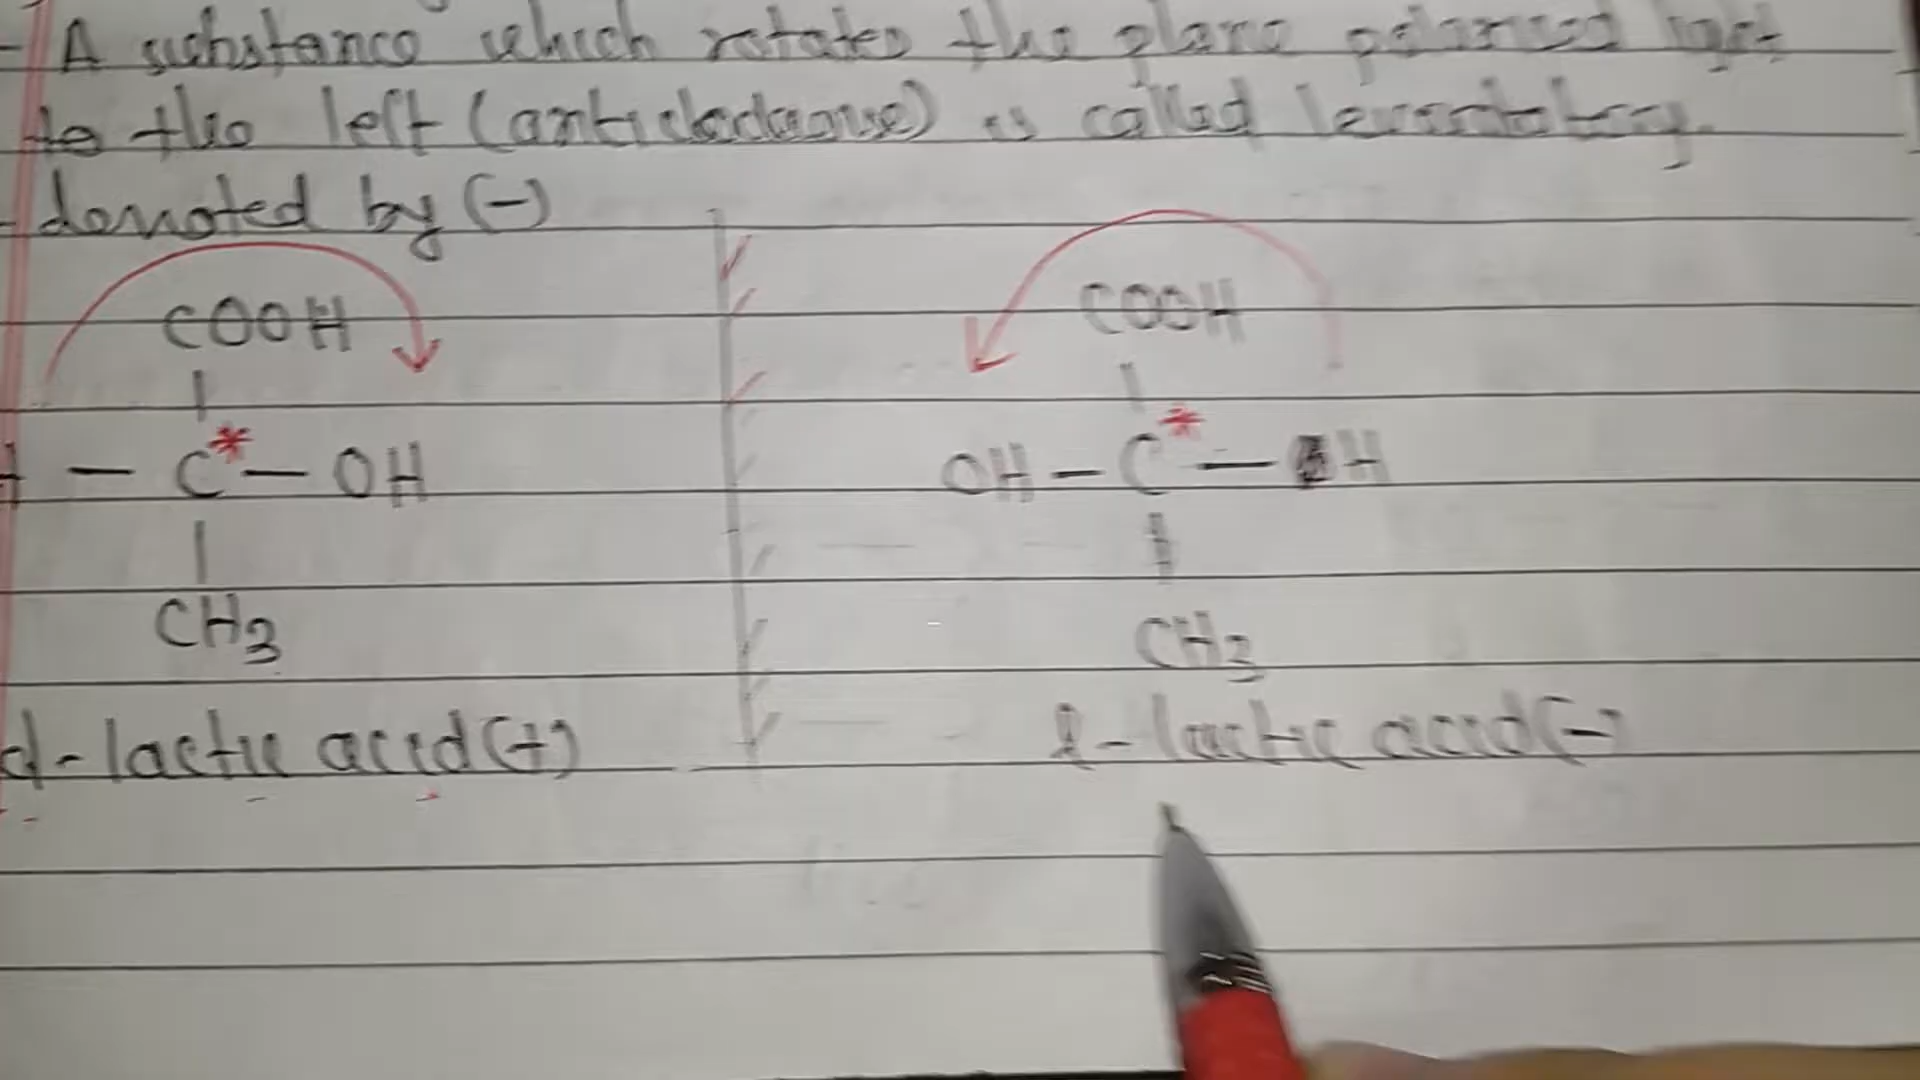 - A substance which rotates the plane polarised light
to the left (anticlockwise) is called levorotatory.
- denoted by (-)
COOH
H - C* - OH
CH3
d-lactic acid (+)
COOH
OH - C* - H
CH3
l-lactic acid (-)